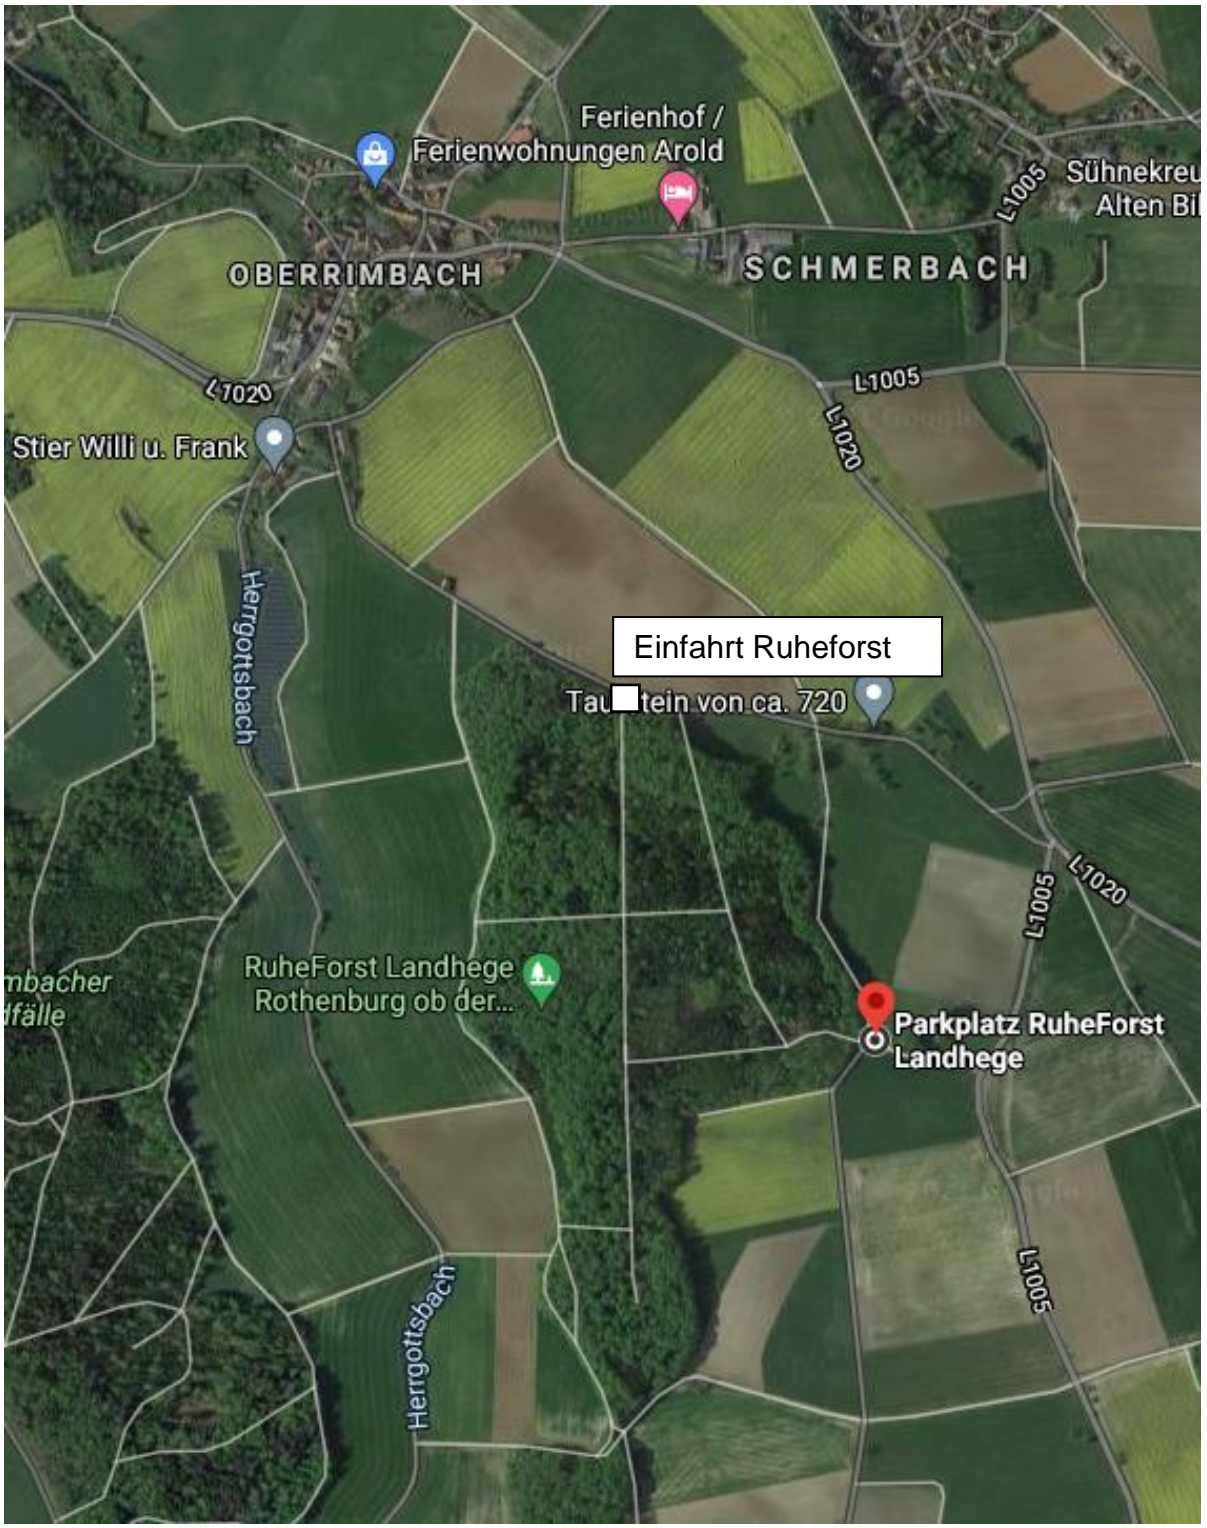 Ferienhof /
Ferienwohnungen Arold
L1005
Sühnekreu
Alten Bil
OBERRIMBACH
SCHMERBACH
L1020
L1005
L1020
Stier Willi u. Frank
Herrgottsbach
Einfahrt Ruheforst
Tau tein von ca. 720
L1005
L1020
RuheForst Landhege
Rothenburg ob der...
mbacher
dfälle
Parkplatz RuheForst
Landhege
L1005
Herrgottsbach